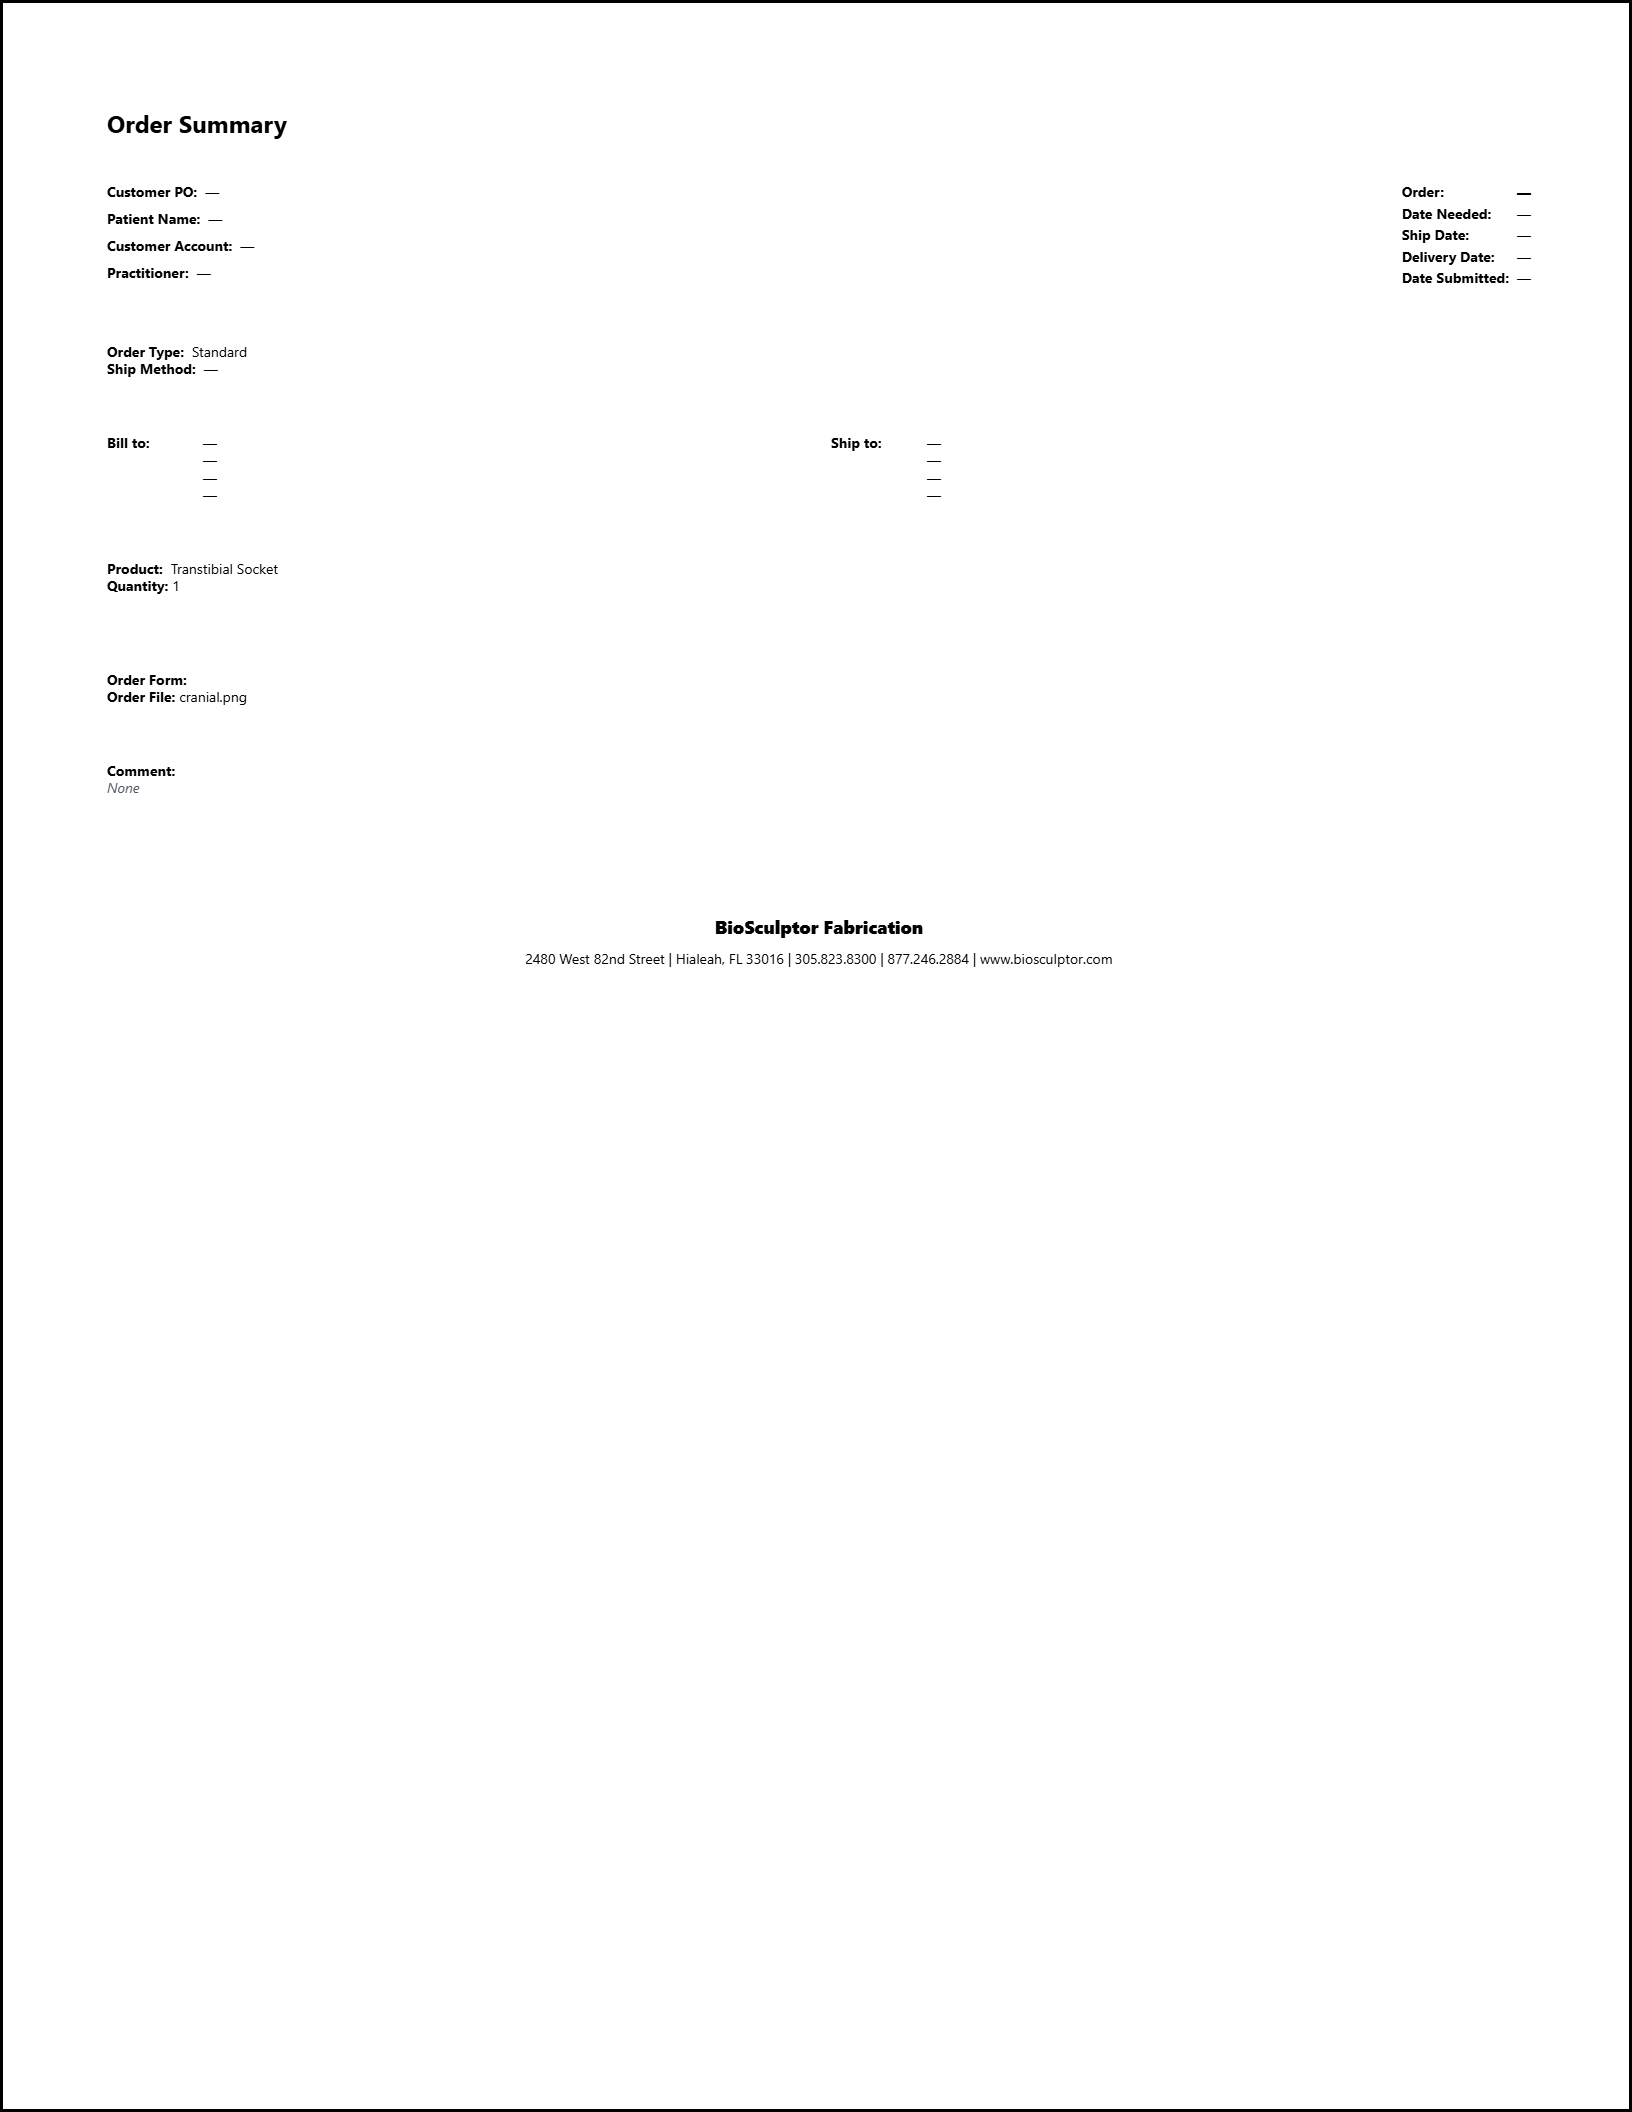 Order Summary
Customer PO: —
Patient Name: —
Customer Account: —
Practitioner: —
Order: —
Date Needed: —
Ship Date: —
Delivery Date: —
Date Submitted: —
Order Type: Standard
Ship Method: —
Bill to: —
—
—
—
Ship to: —
—
—
—
Product: Transtibial Socket
Quantity: 1
Order Form:
Order File: cranial.png
Comment:
None
BioSculptor Fabrication
2480 West 82nd Street | Hialeah, FL 33016 | 305.823.8300 | 877.246.2884 | www.biosculptor.com